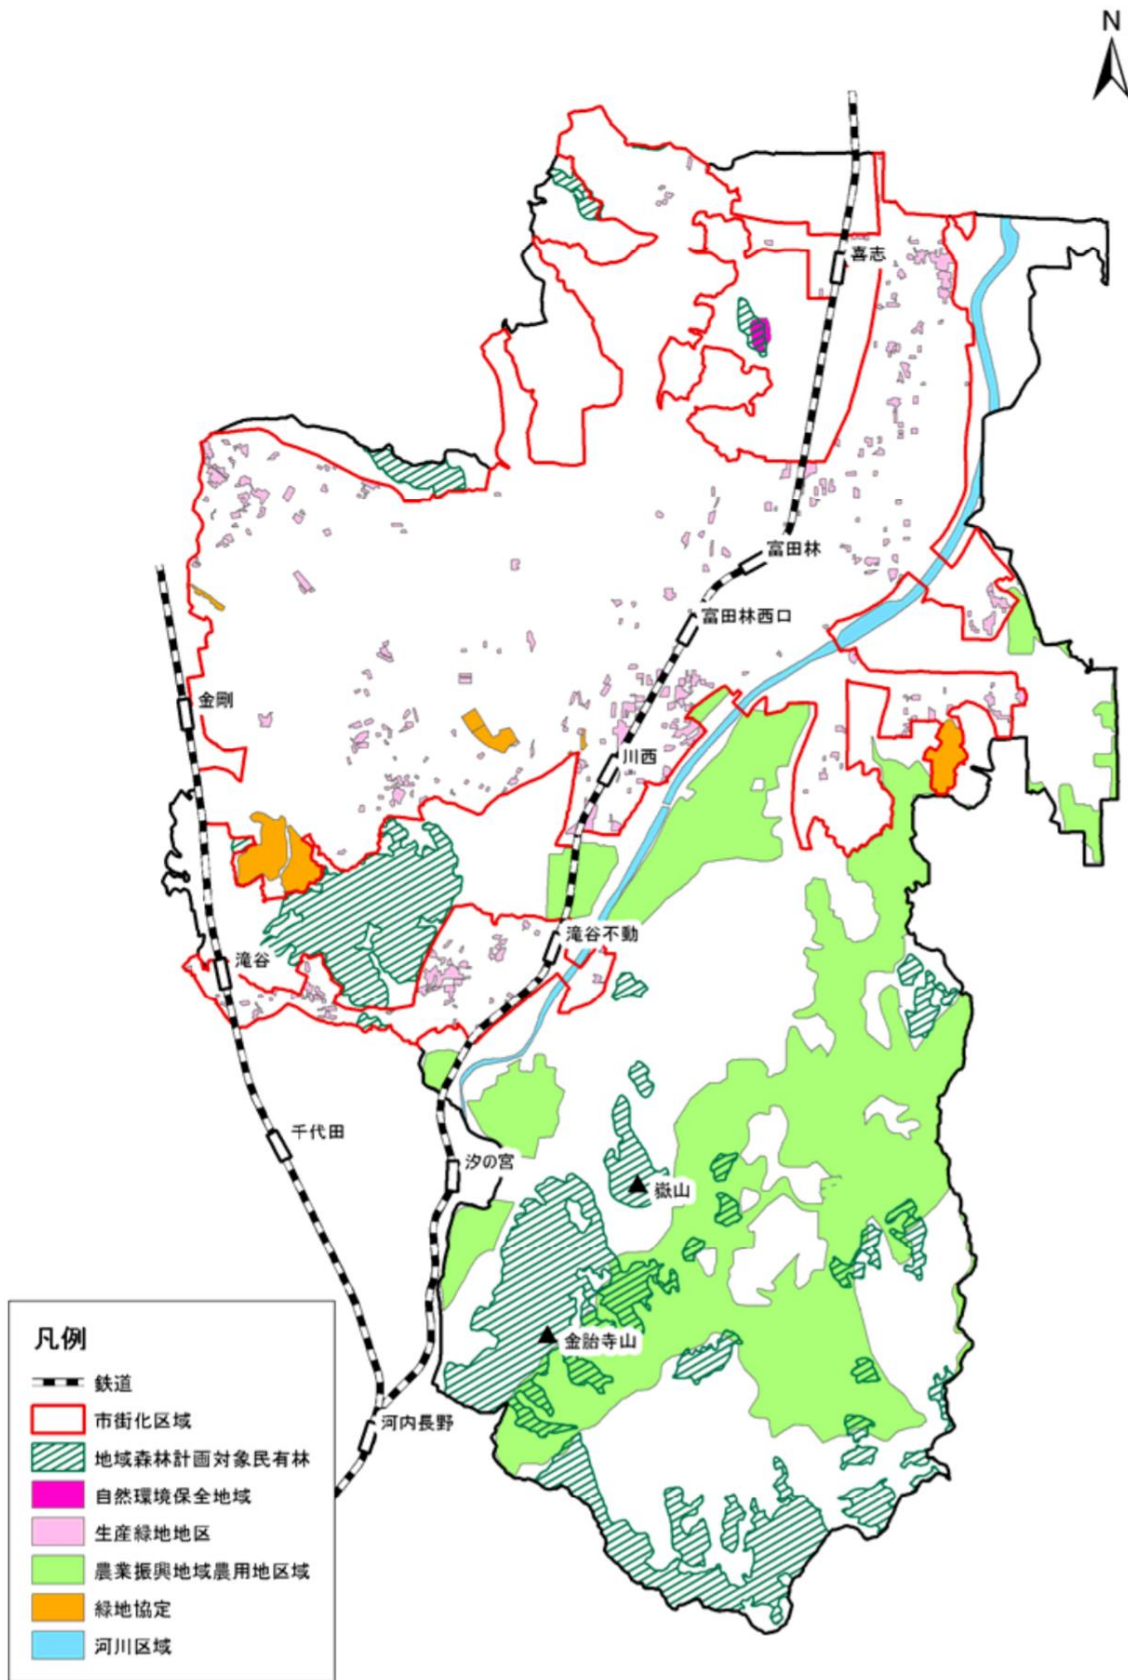 N
喜志
富田林
富田林西口
金剛
川西
滝谷不動
滝谷
千代田
汐の宮
嶽山
金胎寺山
河内長野
凡例
鉄道
市街化区域
地域森林計画対象民有林
自然環境保全地域
生産緑地地区
農業振興地域農用地区域
緑地協定
河川区域